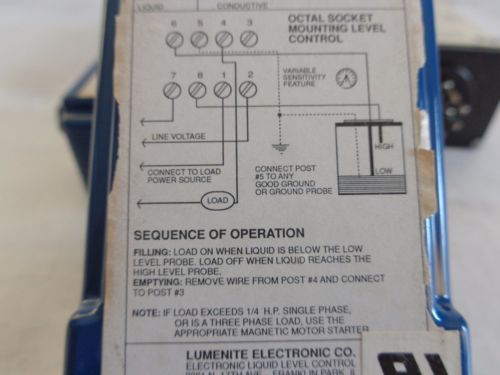 LIQUID CONDUCTIVE
OCTAL SOCKET
MOUNTING LEVEL
CONTROL
6 5 4 3
VARIABLE
SENSITIVITY
FEATURE
7 8 1 2
LINE VOLTAGE
HIGH
LOW
CONNECT TO LOAD
POWER SOURCE
CONNECT POST
#5 TO ANY
GOOD GROUND
OR GROUND PROBE
LOAD
SEQUENCE OF OPERATION
FILLING: LOAD ON WHEN LIQUID IS BELOW THE LOW
LEVEL PROBE. LOAD OFF WHEN LIQUID REACHES THE
HIGH LEVEL PROBE.
EMPTYING: REMOVE WIRE FROM POST #4 AND CONNECT
TO POST #3
NOTE: IF LOAD EXCEEDS 1/4 H.P. SINGLE PHASE,
OR IS A THREE PHASE LOAD, USE THE
APPROPRIATE MAGNETIC MOTOR STARTER
LUMENITE ELECTRONIC CO.
ELECTRONIC LIQUID LEVEL CONTROL
FRANKLIN PARK, IL